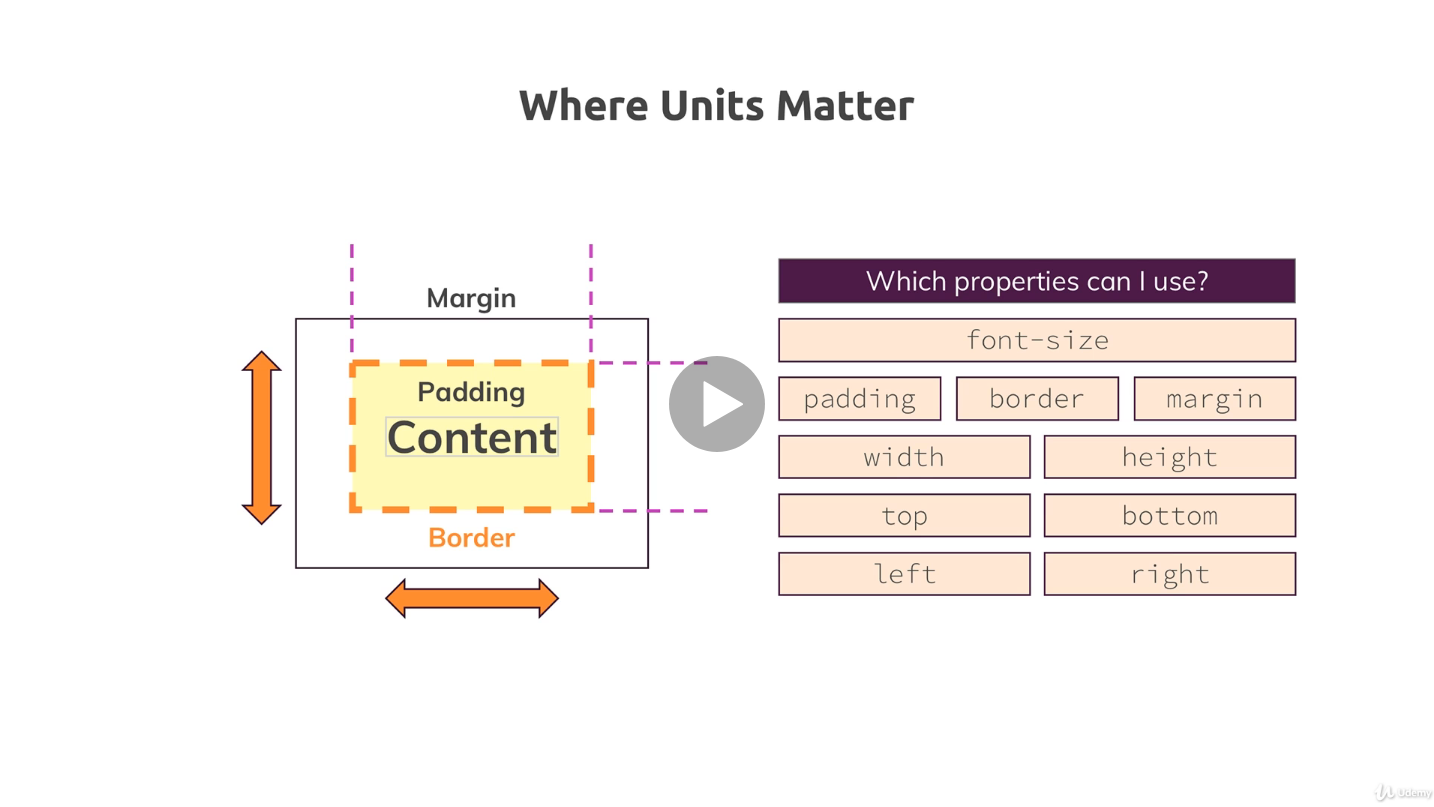 Where Units Matter
Margin
Padding
Content
Border
Which properties can I use?
font-size
padding border margin
width height
top bottom
left right
Udemy